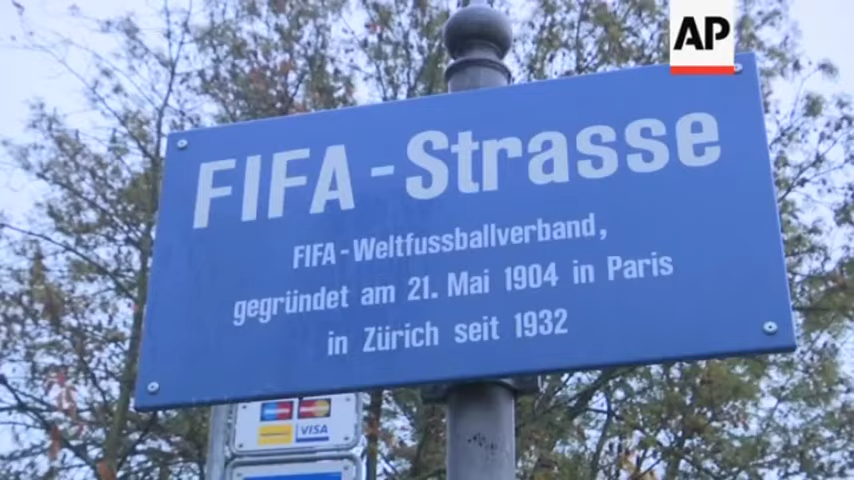 AP
FIFA-Strasse
FIFA-Weltfussballverband,
gegründet am 21. Mai 1904 in Paris
in Zürich seit 1932
VISA